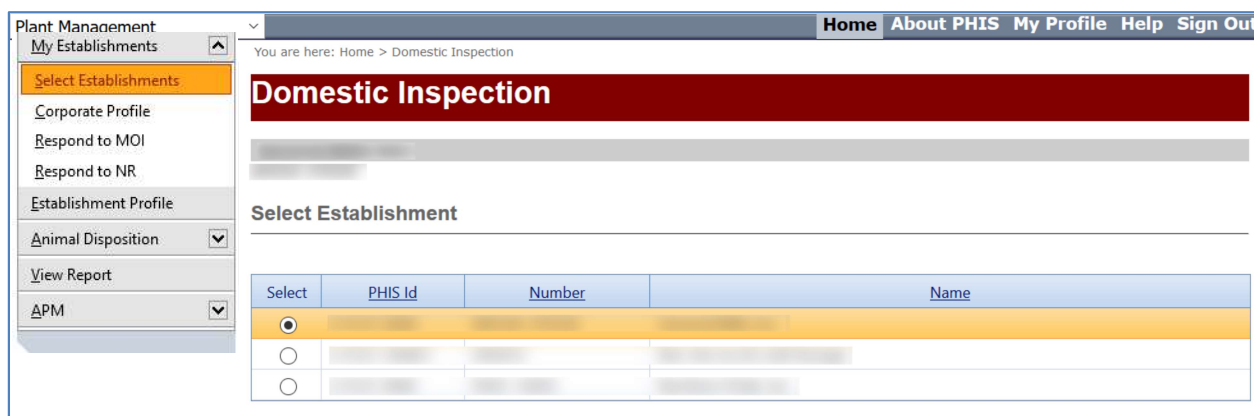 Plant Management
Home About PHIS My Profile Help Sign Out
My Establishments
Select Establishments
Corporate Profile
Respond to MOI
Respond to NR
Establishment Profile
Animal Disposition
View Report
APM
You are here: Home > Domestic Inspection
Domestic Inspection
Select Establishment
Select PHIS Id Number Name